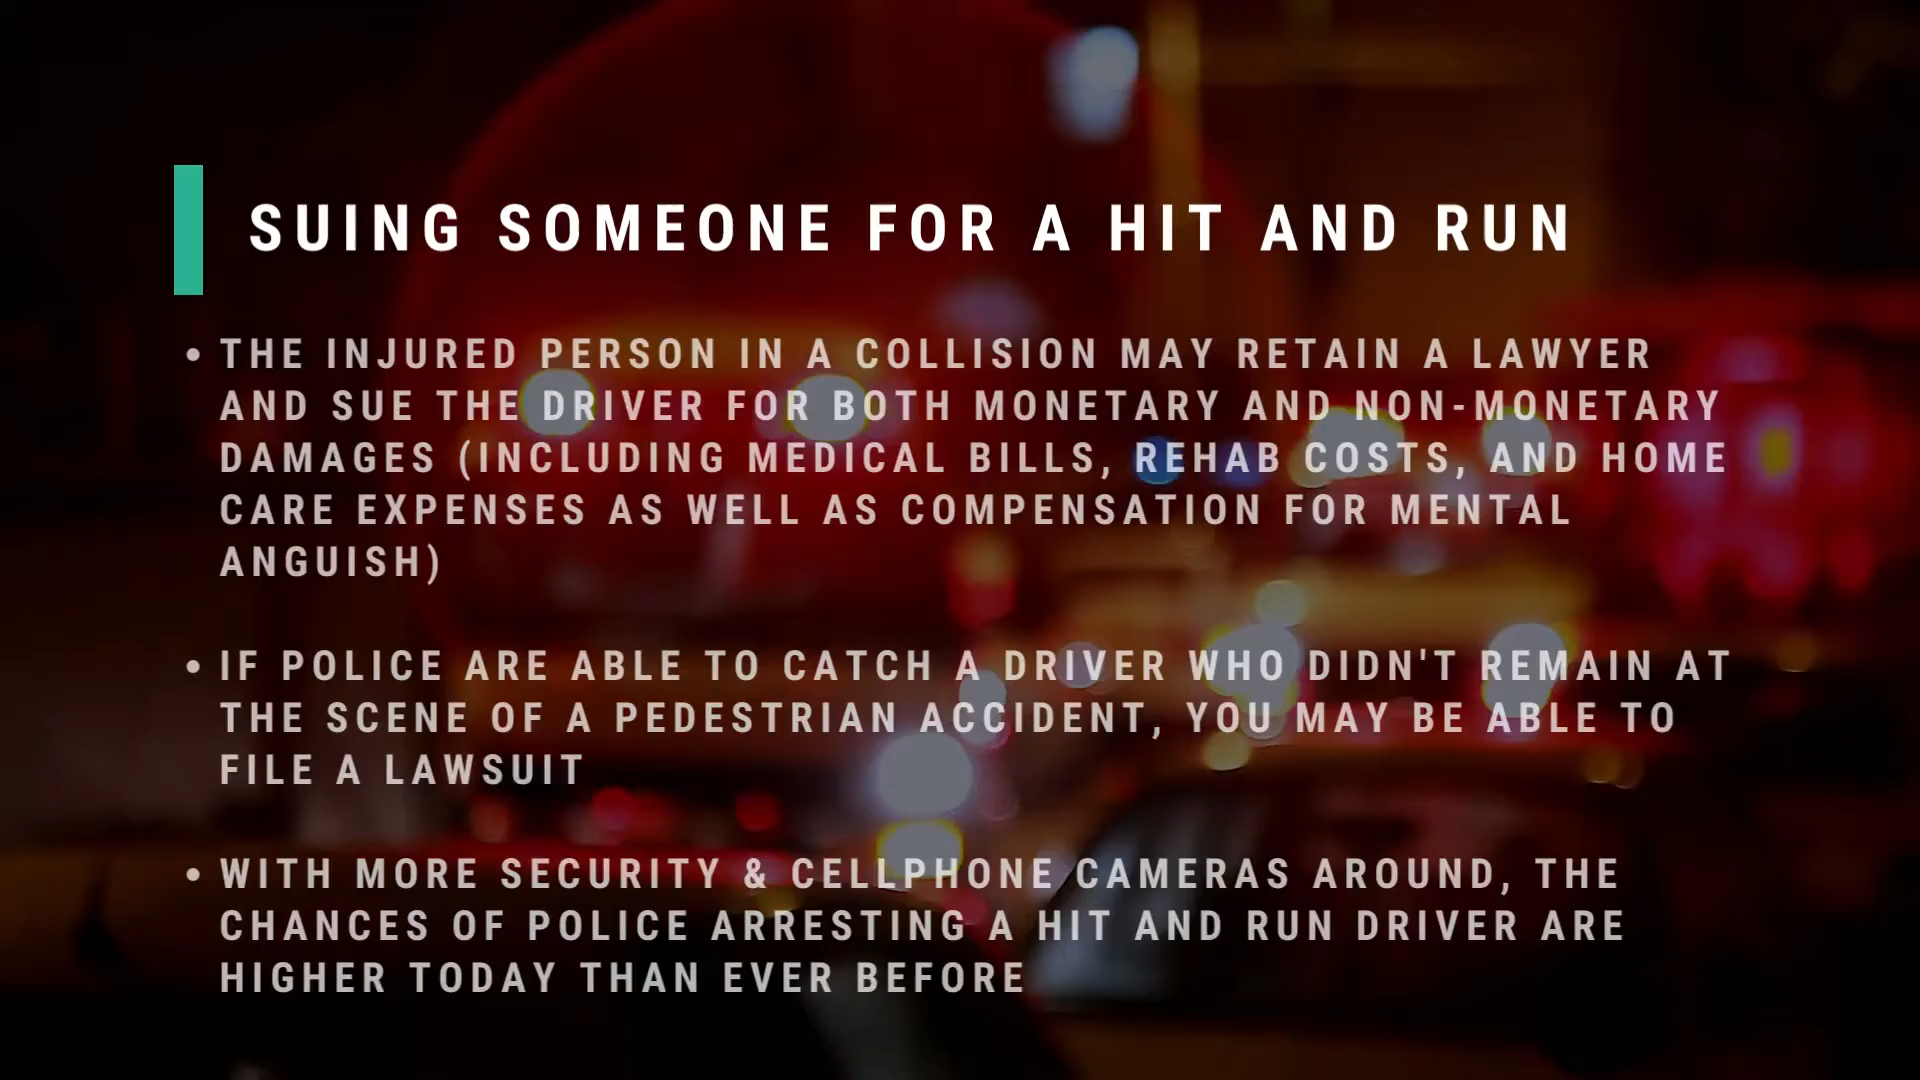 SUING SOMEONE FOR A HIT AND RUN
• THE INJURED PERSON IN A COLLISION MAY RETAIN A LAWYER
AND SUE THE DRIVER FOR BOTH MONETARY AND NON-MONETARY
DAMAGES (INCLUDING MEDICAL BILLS, REHAB COSTS, AND HOME
CARE EXPENSES AS WELL AS COMPENSATION FOR MENTAL
ANGUISH)
• IF POLICE ARE ABLE TO CATCH A DRIVER WHO DIDN'T REMAIN AT
THE SCENE OF A PEDESTRIAN ACCIDENT, YOU MAY BE ABLE TO
FILE A LAWSUIT
• WITH MORE SECURITY & CELLPHONE CAMERAS AROUND, THE
CHANCES OF POLICE ARRESTING A HIT AND RUN DRIVER ARE
HIGHER TODAY THAN EVER BEFORE